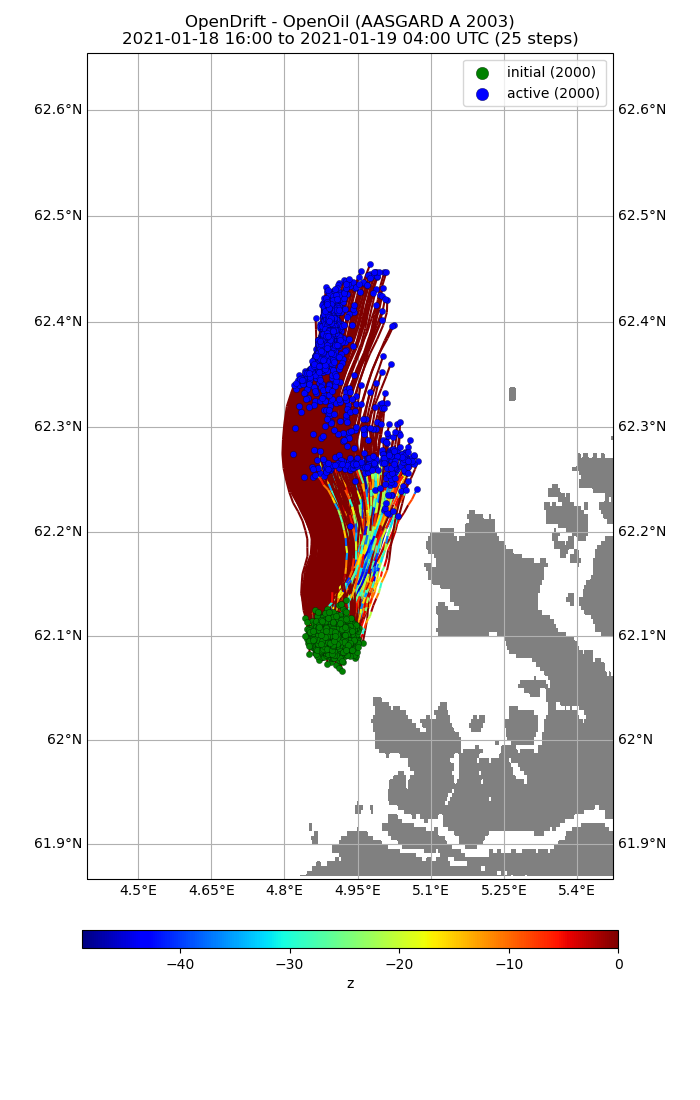 OpenDrift - OpenOil (AASGARD A 2003)
2021-01-18 16:00 to 2021-01-19 04:00 UTC (25 steps)
initial (2000)
active (2000)
62.6°N 62.6°N
62.5°N 62.5°N
62.4°N 62.4°N
62.3°N 62.3°N
62.2°N 62.2°N
62.1°N 62.1°N
62°N 62°N
61.9°N 61.9°N
4.5°E 4.65°E 4.8°E 4.95°E 5.1°E 5.25°E 5.4°E
−40 −30 −20 −10 0
z